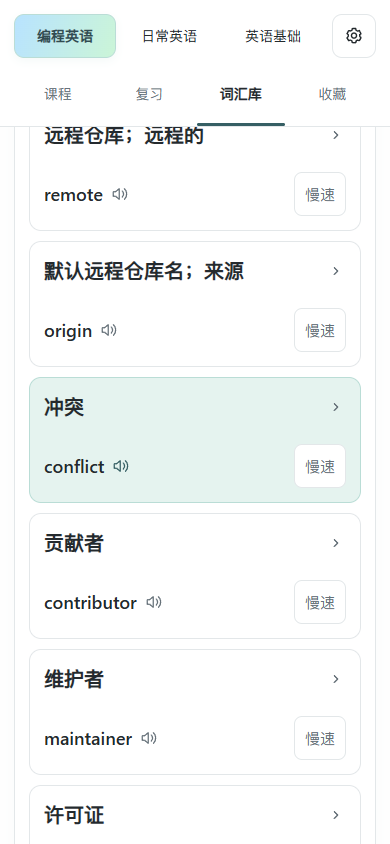 编程英语
日常英语
英语基础
课程
复习
词汇库
收藏
远程仓库；远程的
remote
慢速
默认远程仓库名；来源
origin
慢速
冲突
conflict
慢速
贡献者
contributor
慢速
维护者
maintainer
慢速
许可证